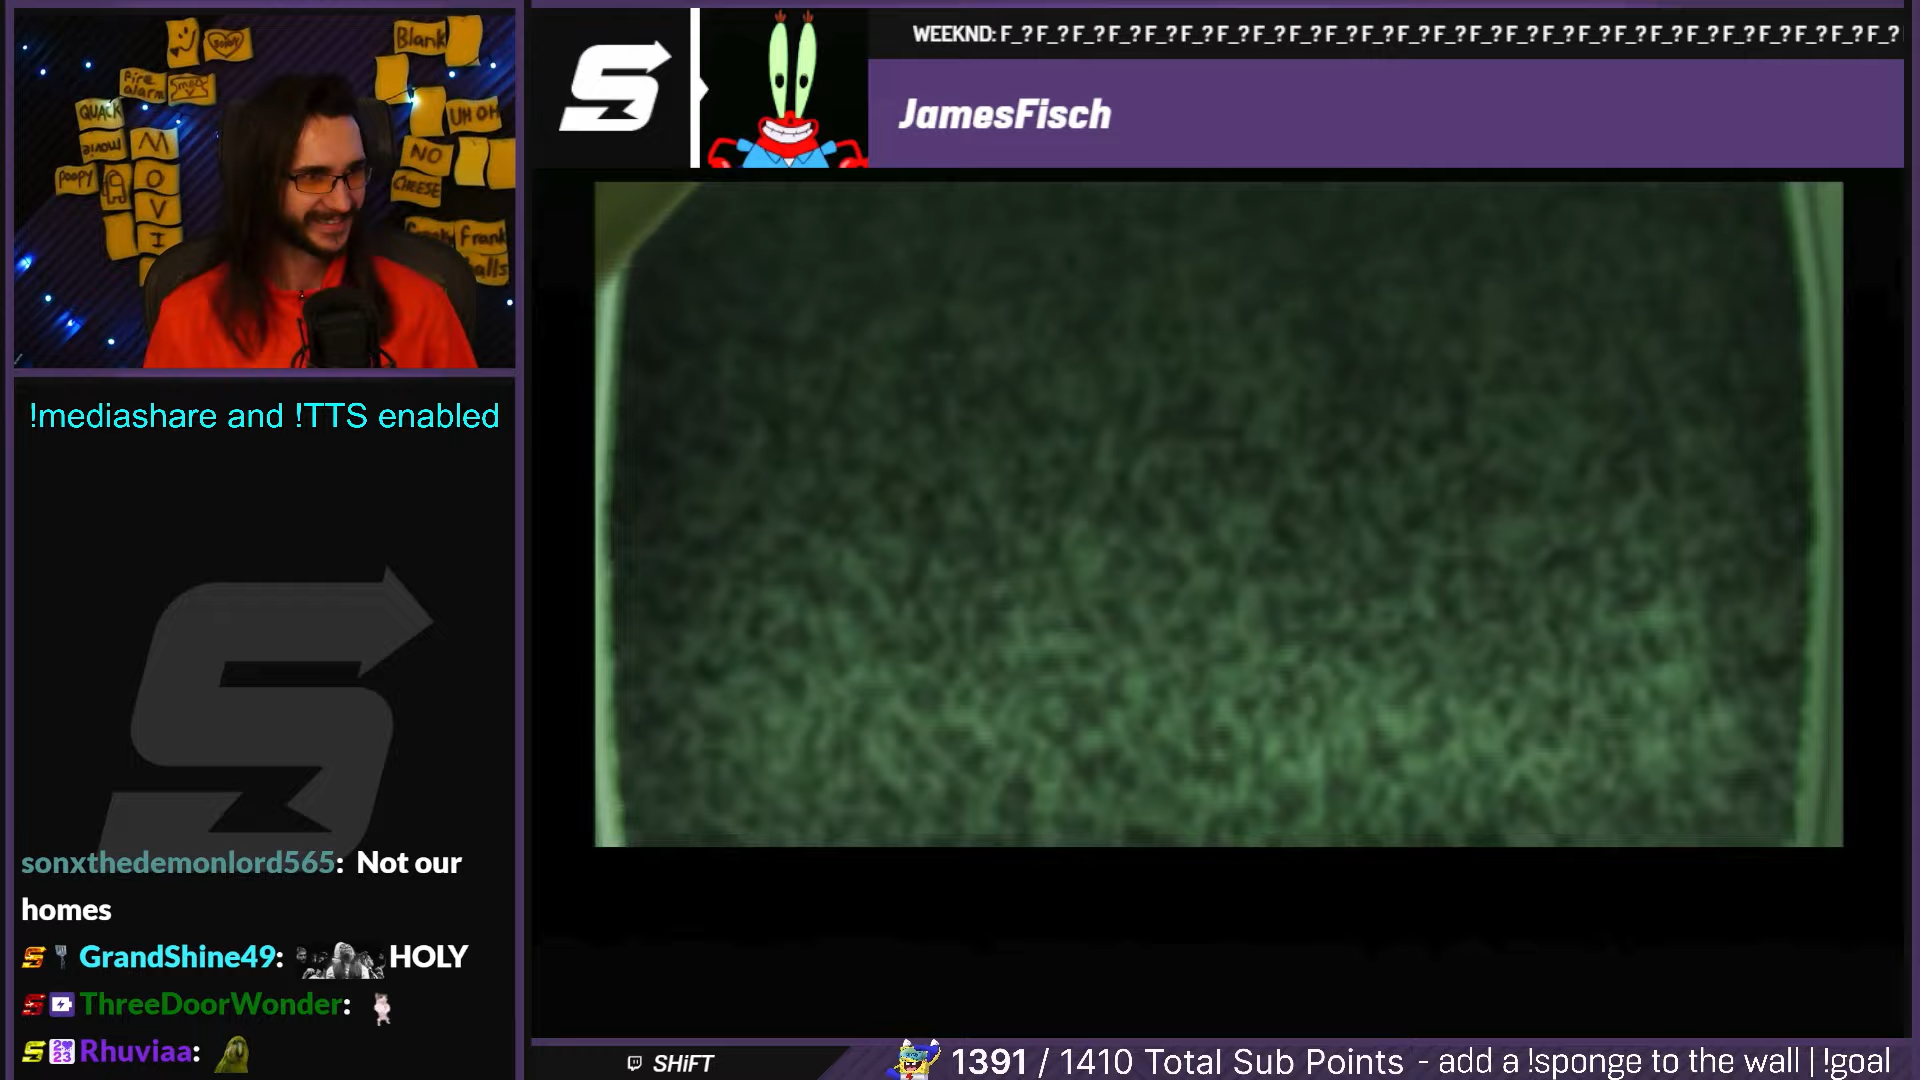 Blank
Fire
alarm
QUACK
UH OH
movie
M
O
V
I
NO
CHEESE
Poopy
Frank
WEEKND: F_? F_? F_? F_? F_? F_? F_? F_? F_? F_? F_? F_? F_? F_? F_? F_? F_? F_? F_? F_? F_? F_? F_? F_? F_?
JamesFisch
!mediashare and !TTS enabled
sonxthedemonlord565: Not our
homes
GrandShine49: HOLY
ThreeDoorWonder:
2023 Rhuviaa:
SHiFT
1391 / 1410 Total Sub Points - add a !sponge to the wall | !goal